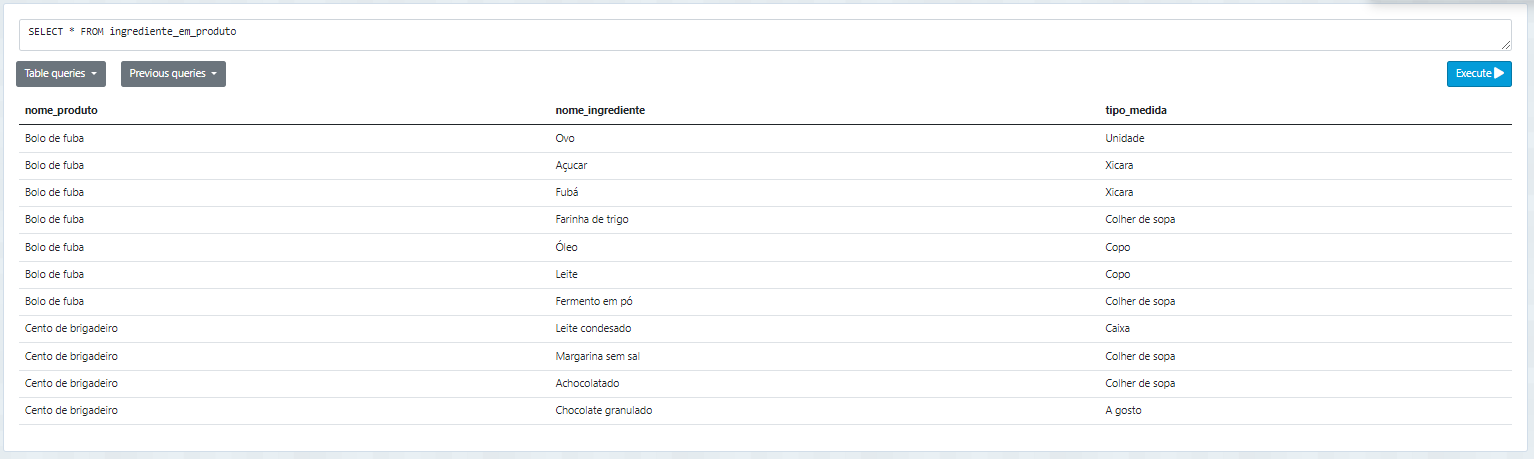 SELECT * FROM ingrediente_em_produto
Table queries Previous queries Execute
nome_produto nome_ingrediente tipo_medida
Bolo de fuba Ovo Unidade
Bolo de fuba Açucar Xicara
Bolo de fuba Fubá Xicara
Bolo de fuba Farinha de trigo Colher de sopa
Bolo de fuba Óleo Copo
Bolo de fuba Leite Copo
Bolo de fuba Fermento em pó Colher de sopa
Cento de brigadeiro Leite condesado Caixa
Cento de brigadeiro Margarina sem sal Colher de sopa
Cento de brigadeiro Achocolatado Colher de sopa
Cento de brigadeiro Chocolate granulado A gosto